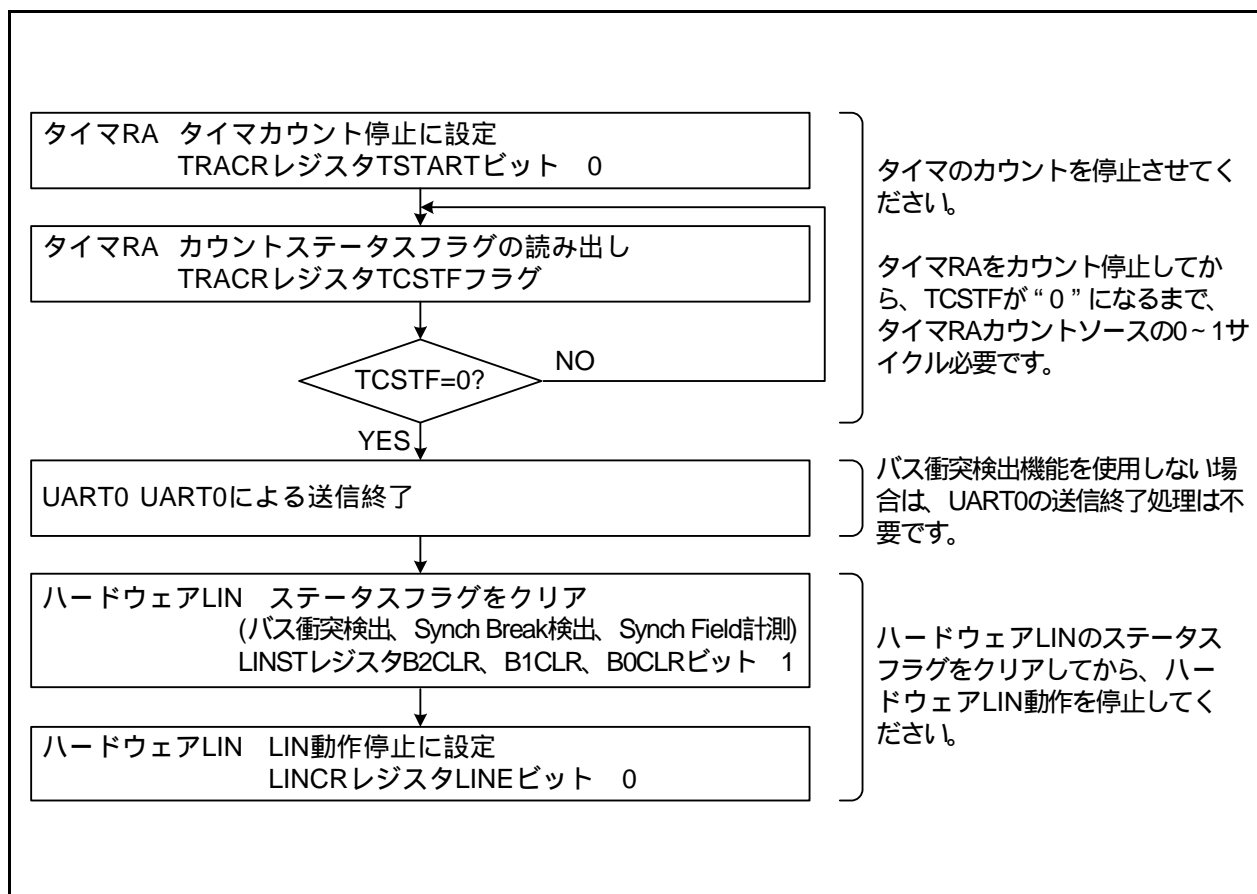 タイマRA タイマカウント停止に設定
TRACRレジスタTSTARTビット 0
タイマRA カウントステータスフラグの読み出し
TRACRレジスタTCSTFフラグ
TCSTF=0?
NO
YES
UART0 UART0による送信終了
ハードウェアLIN ステータスフラグをクリア
(バス衝突検出、Synch Break検出、Synch Field計測)
LINSTレジスタB2CLR、B1CLR、B0CLRビット 1
ハードウェアLIN LIN動作停止に設定
LINCRレジスタLINEビット 0
タイマのカウントを停止させてく
ださい。
タイマRAをカウント停止してか
ら、TCSTFが“0”になるまで、
タイマRAカウントソースの0~1サ
イクル必要です。
バス衝突検出機能を使用しない場
合は、UART0の送信終了処理は不
要です。
ハードウェアLINのステータス
フラグをクリアしてから、ハー
ドウェアLIN動作を停止してく
ださい。